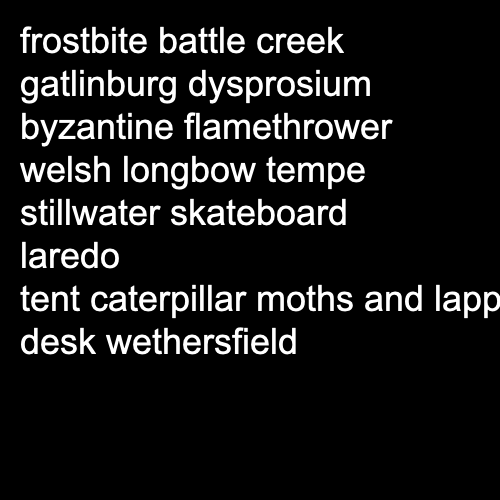 frostbite battle creek
gatlinburg dysprosium
byzantine flamethrower
welsh longbow tempe
stillwater skateboard
laredo
tent caterpillar moths and lapp
desk wethersfield